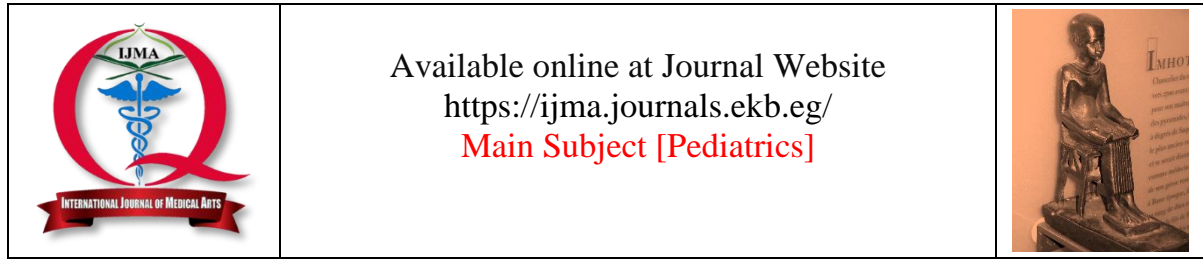 IJMA
INTERNATIONAL JOURNAL OF MEDICAL ARTS
Available online at Journal Website
https://ijma.journals.ekb.eg/
Main Subject [Pediatrics]
IMHOT